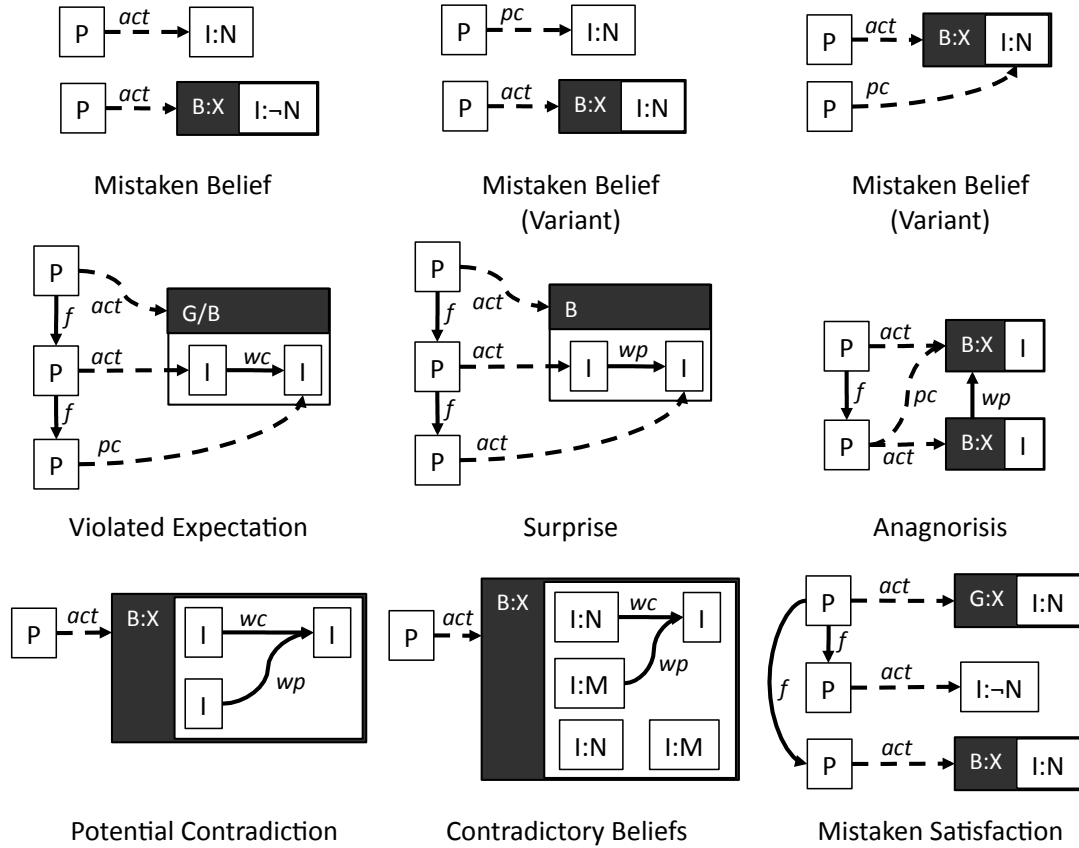 P act I:N
P act B:X I:¬N
Mistaken Belief
P pc I:N
P act B:X I:N
Mistaken Belief
(Variant)
P act B:X I:N
P pc
Mistaken Belief
(Variant)
P
act G/B
f
P act I wc I
f
P pc
Violated Expectation
P
act B
f
P act I wp I
f
P act
Surprise
P act B:X I
f pc wp
P act B:X I
Anagnorisis
P act B:X I wc I
I wp
Potential Contradiction
P act B:X I:N wc I
I:M wp
I:N I:M
Contradictory Beliefs
P act G:X I:N
f
P act I:¬N
f
P act B:X I:N
Mistaken Satisfaction